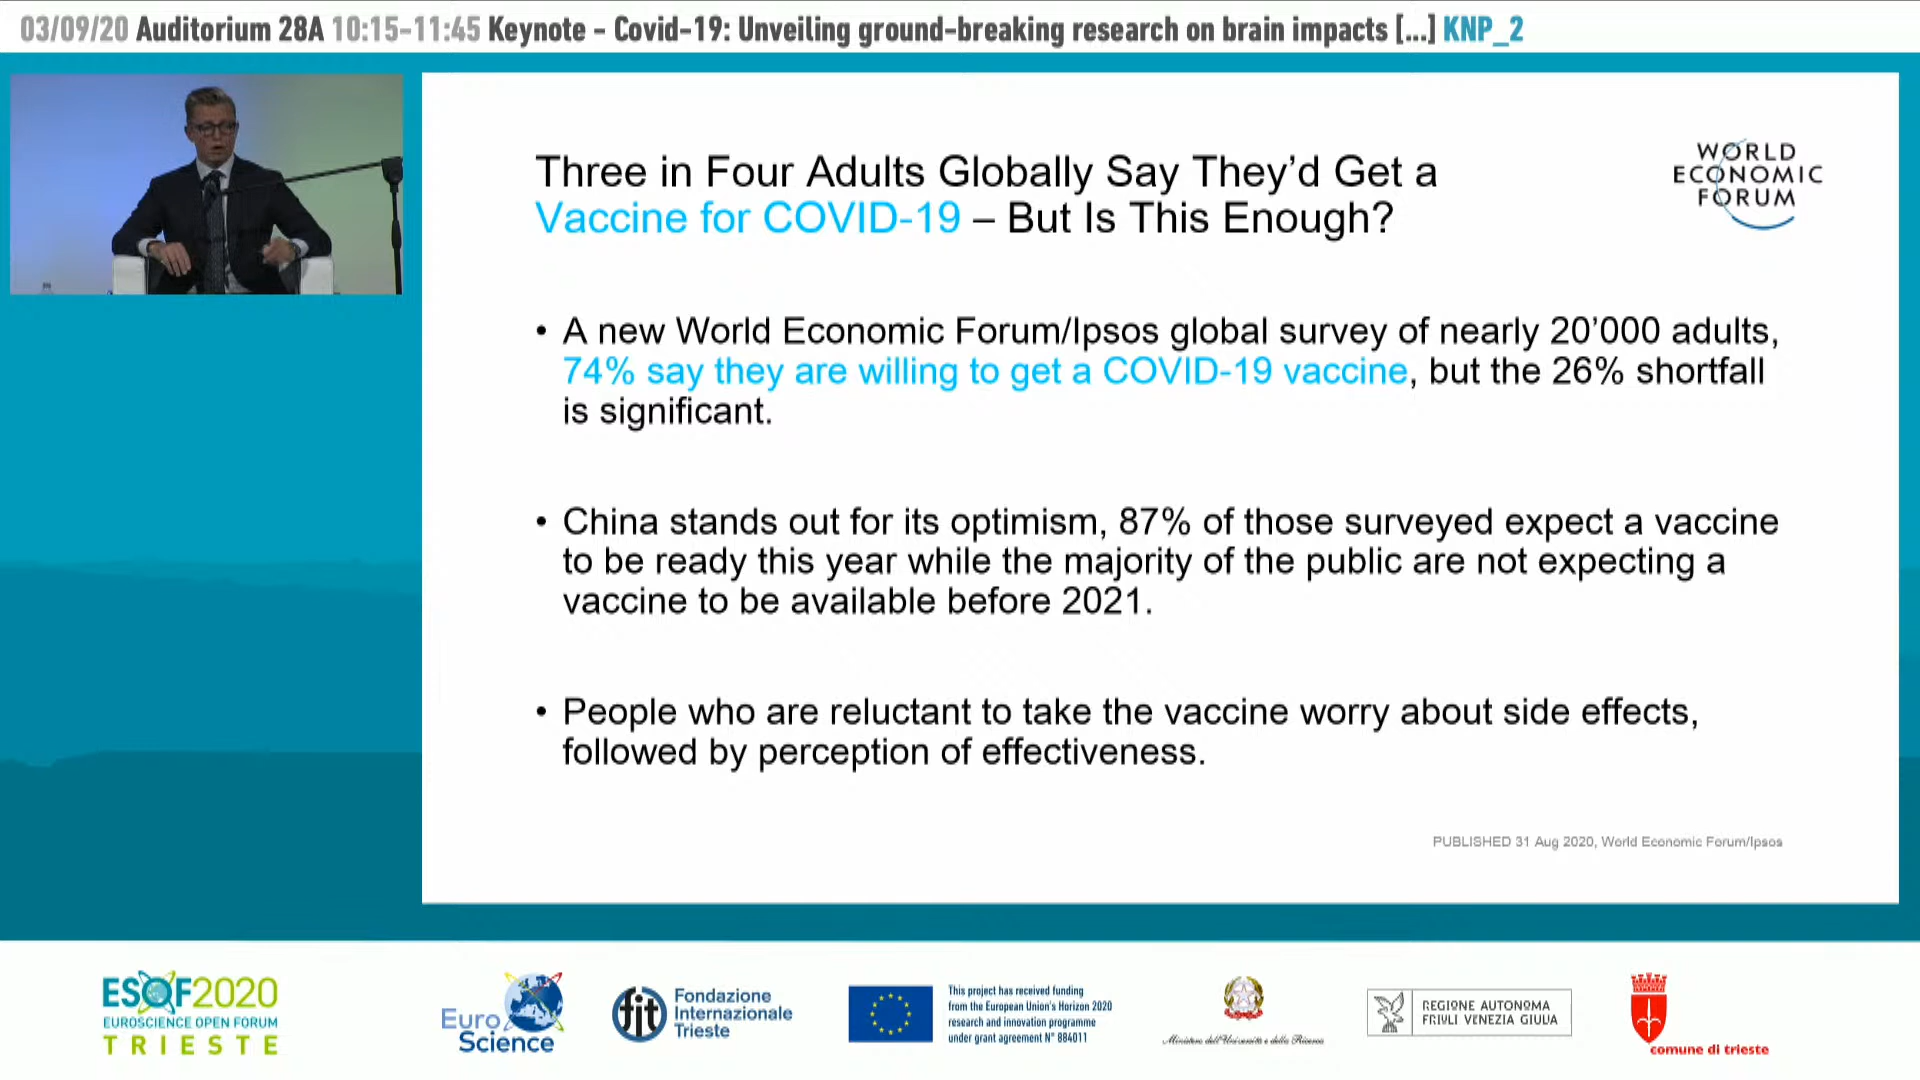 03/09/20 Auditorium 28A 10:15-11:45 Keynote - Covid-19: Unveiling ground-breaking research on brain impacts [...] KNP_2
Three in Four Adults Globally Say They'd Get a
Vaccine for COVID-19 – But Is This Enough?
WORLD
ECONOMIC
FORUM
• A new World Economic Forum/Ipsos global survey of nearly 20'000 adults,
74% say they are willing to get a COVID-19 vaccine, but the 26% shortfall
is significant.
• China stands out for its optimism, 87% of those surveyed expect a vaccine
to be ready this year while the majority of the public are not expecting a
vaccine to be available before 2021.
• People who are reluctant to take the vaccine worry about side effects,
followed by perception of effectiveness.
PUBLISHED 31 Aug 2020, World Economic Forum/Ipsos
ESOF2020
EUROSCIENCE OPEN FORUM
TRIESTE
Euro
Science
fit
Fondazione
Internazionale
Trieste
This project has received funding
from the European Union's Horizon 2020
research and innovation programme
under grant agreement N° 884011
Ministero dell'Università e della Ricerca
REGIONE AUTONOMA
FRIULI VENEZIA GIULIA
comune di trieste